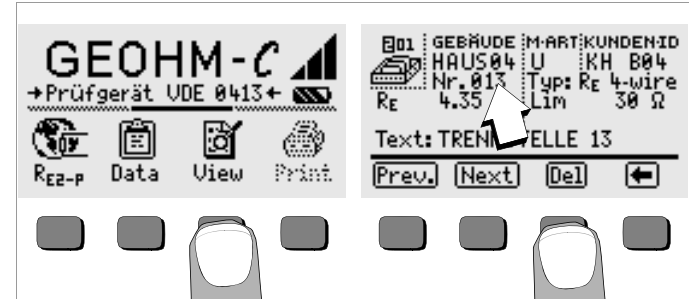 GEOHM-C
Prüfgerät VDE 0413
RE2-P Data View Print
201 GEBÄUDE M-ART KUNDEN-ID
HAUS04 U KH B04
Nr.013 Typ: RE 4-wire
RE 4.35 Lim 30 Ω
Text: TRENN ELLE 13
Prev. Next Del